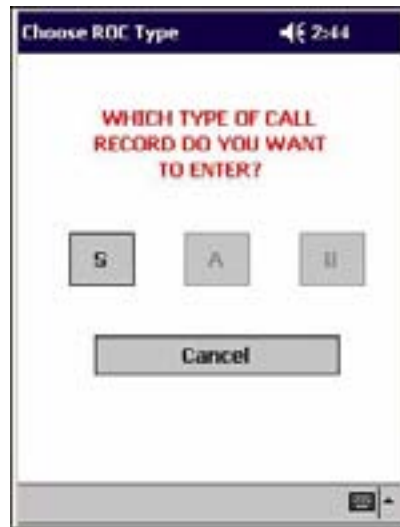 Choose ROC Type 2:44
WHICH TYPE OF CALL
RECORD DO YOU WANT
TO ENTER?
S A
Cancel